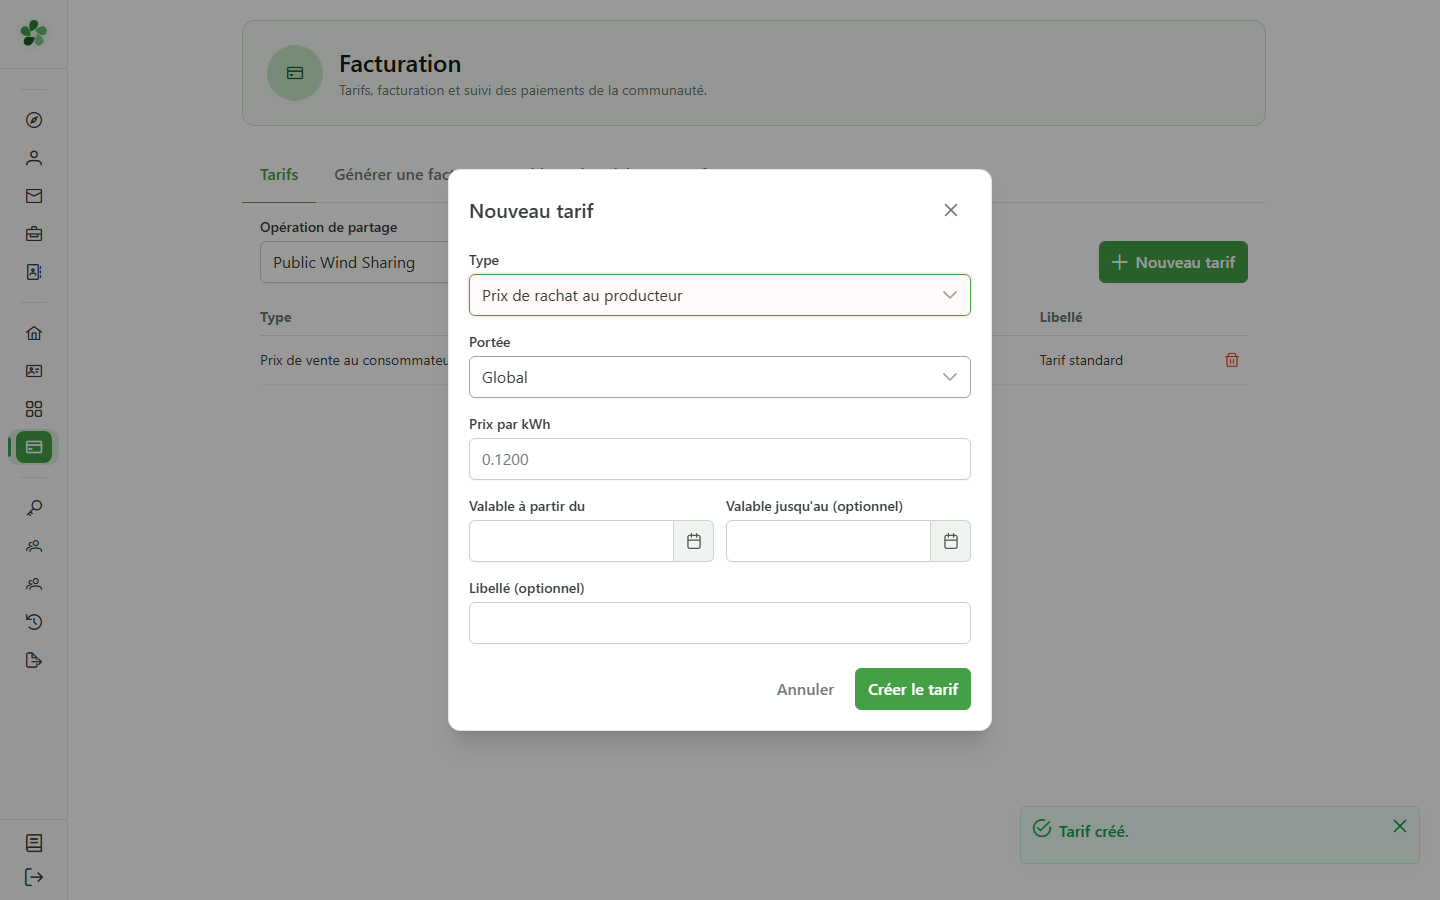 Facturation
Tarifs, facturation et suivi des paiements de la communauté.
Tarifs
Générer une
Opération de partage
Public Wind Sharing
Nouveau tarif
Type
Libellé
Prix de vente au
Tarif standard
Nouveau tarif
Type
Prix de rachat au producteur
Portée
Global
Prix par kWh
0.1200
Valable à partir du
Valable jusqu'au (optionnel)
Libellé (optionnel)
Annuler
Créer le tarif
Tarif créé.